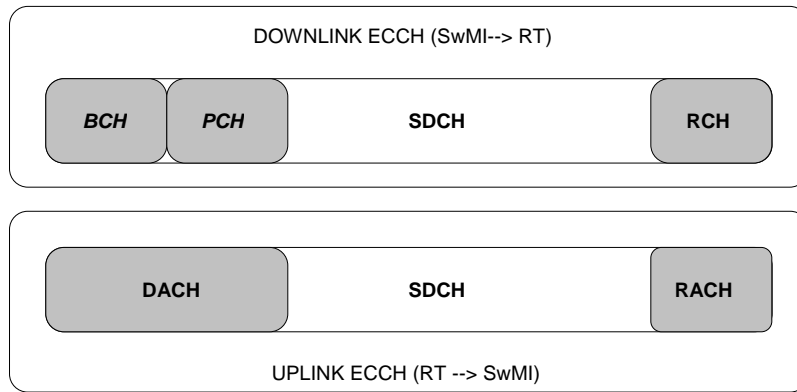 DOWNLINK ECCH (SwMI--> RT)
BCH PCH SDCH RCH
DACH SDCH RACH
UPLINK ECCH (RT --> SwMI)